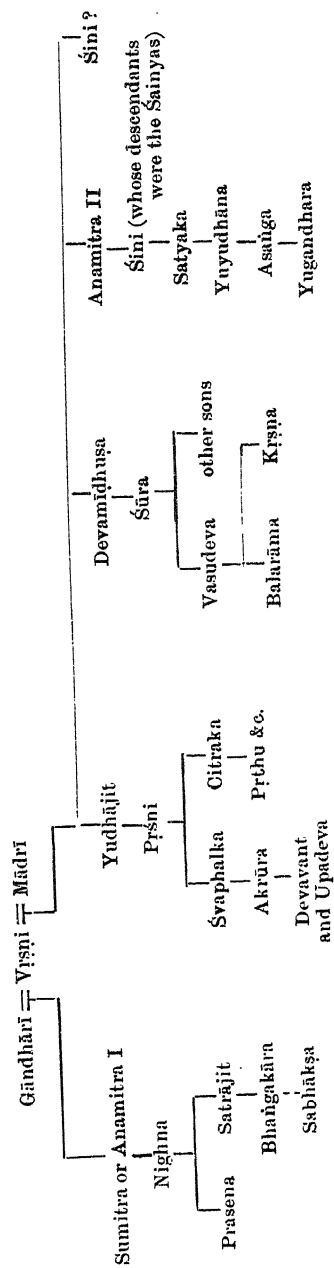 Gāndhārī = Vṛṣṇi = Mādrī
Sumitra or Anamitra I
Nighna
Prasena
Satrājit
Bhaṅgakāra
Sabhākṣa
Yudhājit
Pṛśni
Śvaphalka
Citraka
Akrūra
Pṛthu &c.
Devavant
and Upadeva
Devamīdhuṣa
Śūra
Vasudeva
other sons
Balarāma
Kṛṣṇa
Anamitra II
Śini (whose descendants
were the Śainyas)
Satyaka
Yuyudhāna
Asaṅga
Yugandhara
Śini?